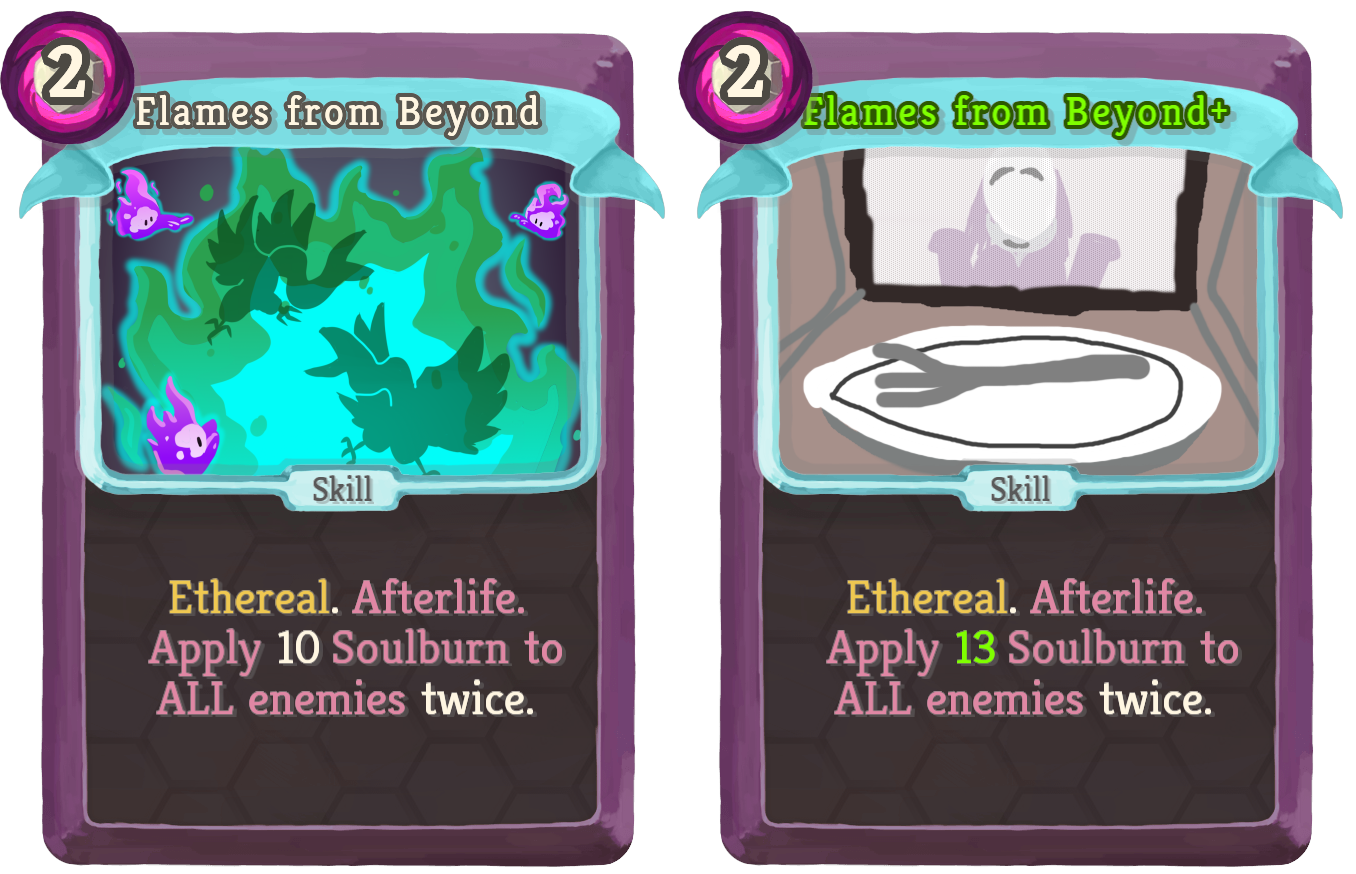 2
Flames from Beyond
Skill
Ethereal. Afterlife.
Apply 10 Soulburn to
ALL enemies twice.
2
Flames from Beyond+
Skill
Ethereal. Afterlife.
Apply 13 Soulburn to
ALL enemies twice.